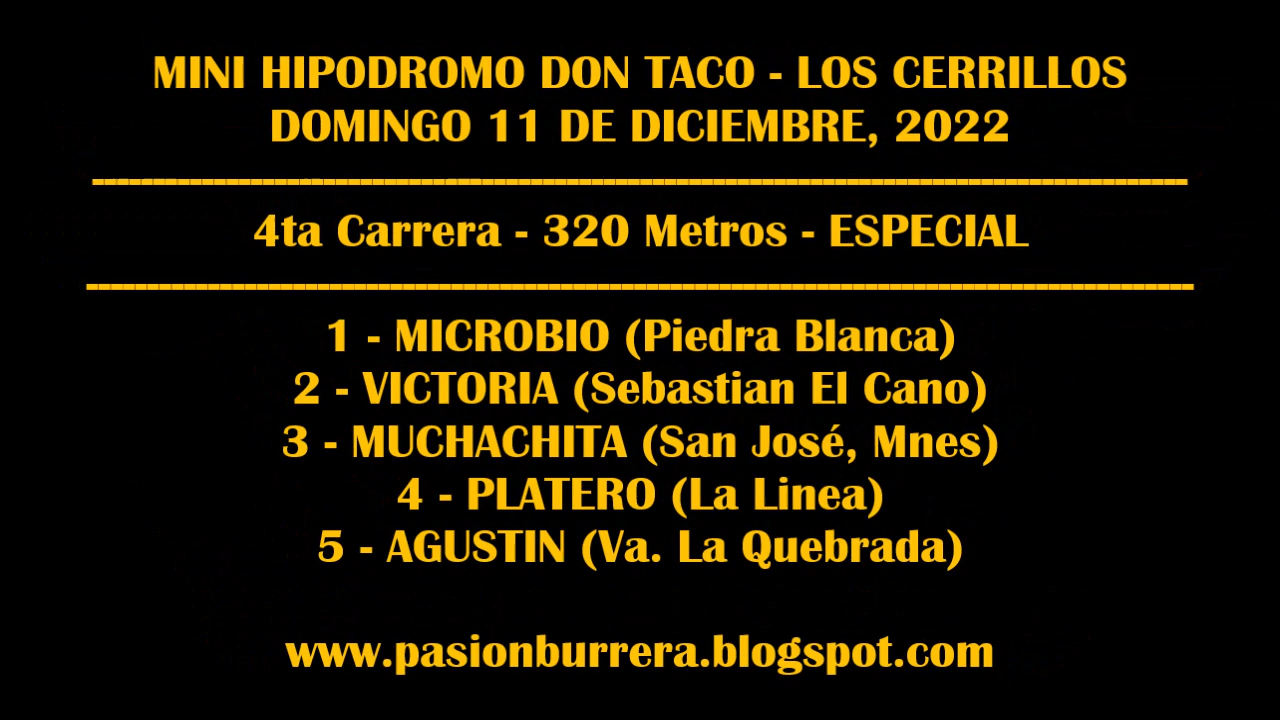 MINI HIPODROMO DON TACO - LOS CERRILLOS
DOMINGO 11 DE DICIEMBRE, 2022
4ta Carrera - 320 Metros - ESPECIAL
1 - MICROBIO (Piedra Blanca)
2 - VICTORIA (Sebastian El Cano)
3 - MUCHACHITA (San José, Mnes)
4 - PLATERO (La Linea)
5 - AGUSTIN (Va. La Quebrada)
www.pasionburrera.blogspot.com